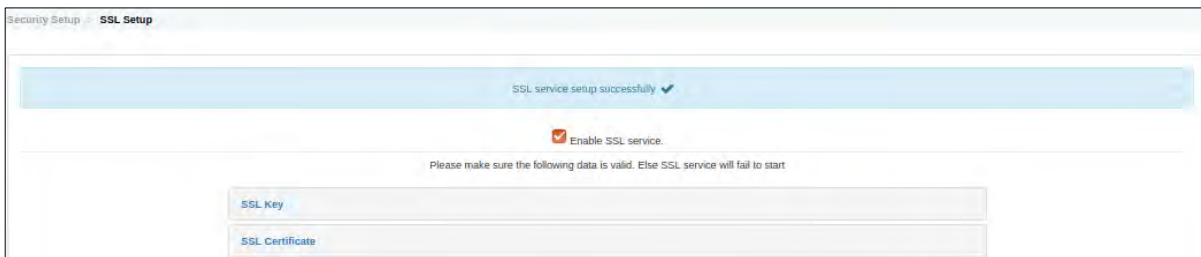 Security Setup SSL Setup
SSL service setup successfully
Enable SSL service.
Please make sure the following data is valid. Else SSL service will fail to start
SSL Key
SSL Certificate